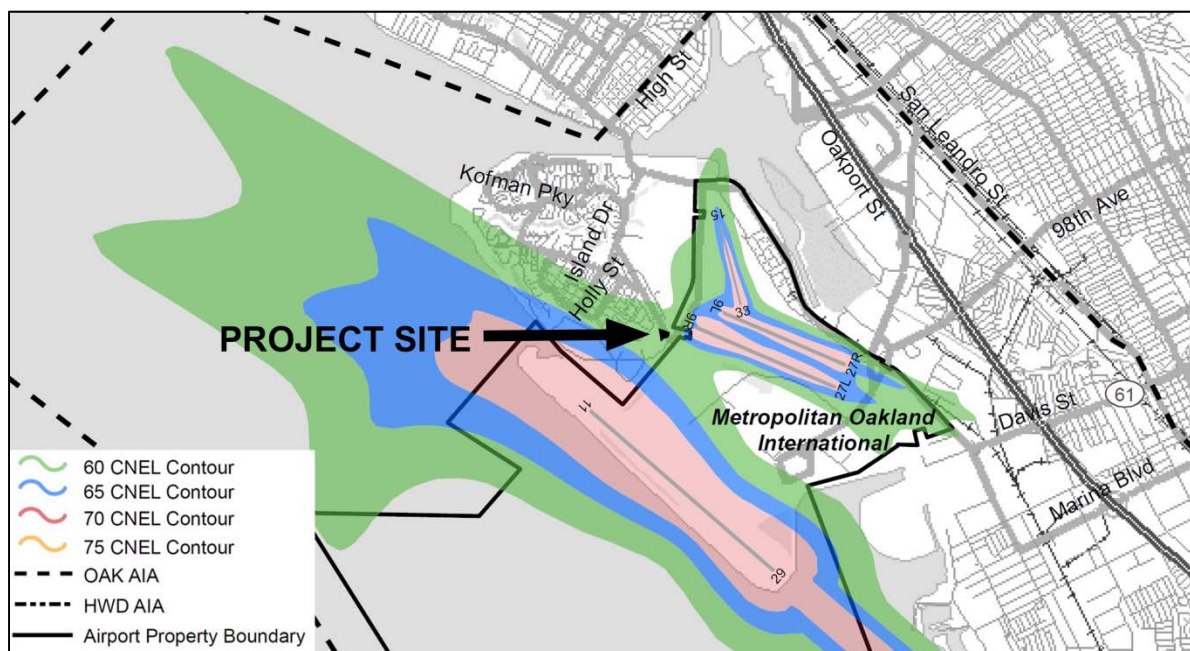 High St
San Leandro St
Oakport St
98th Ave
Kofman Pky
Island Dr
Holly St
15
33
9L
9R
PROJECT SITE
27R
27L
61
Davis St
Metropolitan Oakland
International
11
Marina Blvd
29
60 CNEL Contour
65 CNEL Contour
70 CNEL Contour
75 CNEL Contour
OAK AIA
HWD AIA
Airport Property Boundary